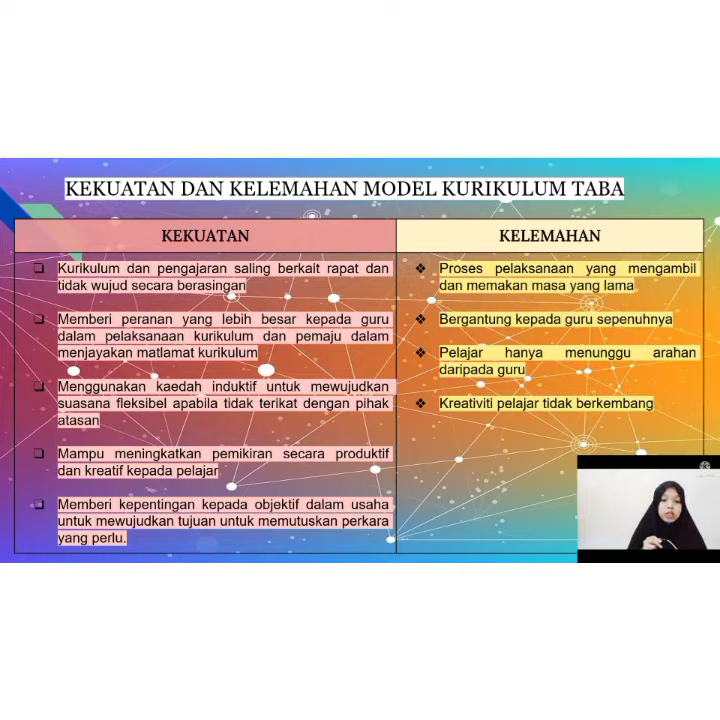 KEKUATAN DAN KELEMAHAN MODEL KURIKULUM TABA
KEKUATAN
Kurikulum dan pengajaran saling berkait rapat dan
tidak wujud secara berasingan
Memberi peranan yang lebih besar kepada guru
dalam pelaksanaan kurikulum dan pemaju dalam
menjayakan matlamat kurikulum
Menggunakan kaedah induktif untuk mewujudkan
suasana fleksibel apabila tidak terikat dengan pihak
atasan
Mampu meningkatkan pemikiran secara produktif
dan kreatif kepada pelajar
Memberi kepentingan kepada objektif dalam usaha
untuk mewujudkan tujuan untuk memutuskan perkara
yang perlu.
KELEMAHAN
Proses pelaksanaan yang mengambil
dan memakan masa yang lama
Bergantung kepada guru sepenuhnya
Pelajar hanya menunggu arahan
daripada guru
Kreativiti pelajar tidak berkembang